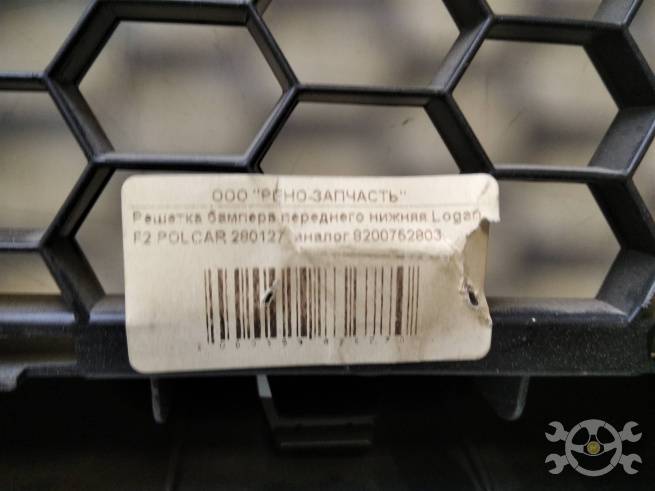 ООО "РЕНО-ЗАПЧАСТЬ"
Решетка бампера переднего нижняя Logan
F2 POLCAR 280127 аналог 8200752803